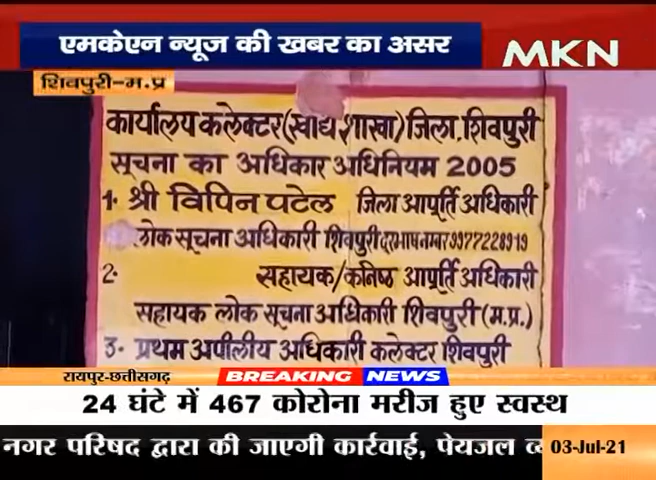 एमकेएन न्यूज की खबर का असर
MKN
शिवपुरी-म.प्र
कार्यालय कलेक्टर(खाद्य शाखा)जिला.शिवपुरी
सूचना का अधिकार अधिनियम 2005
1. श्री विपिन पटेल जिला आपूर्ति अधिकारी
लोक सूचना अधिकारी शिवपुरी दूरभाष नम्बर 9977228919
2. सहायक/कनिष्ठ आपूर्ति अधिकारी
सहायक लोक सूचना अधिकारी शिवपुरी (म.प्र.)
3. प्रथम अपीलीय अधिकारी कलेक्टर शिवपुरी
रायपुर-छत्तीसगढ़ BREAKING NEWS
24 घंटे में 467 कोरोना मरीज हुए स्वस्थ
नगर परिषद द्वारा की जाएगी कार्रवाई, पेयजल
03-Jul-21